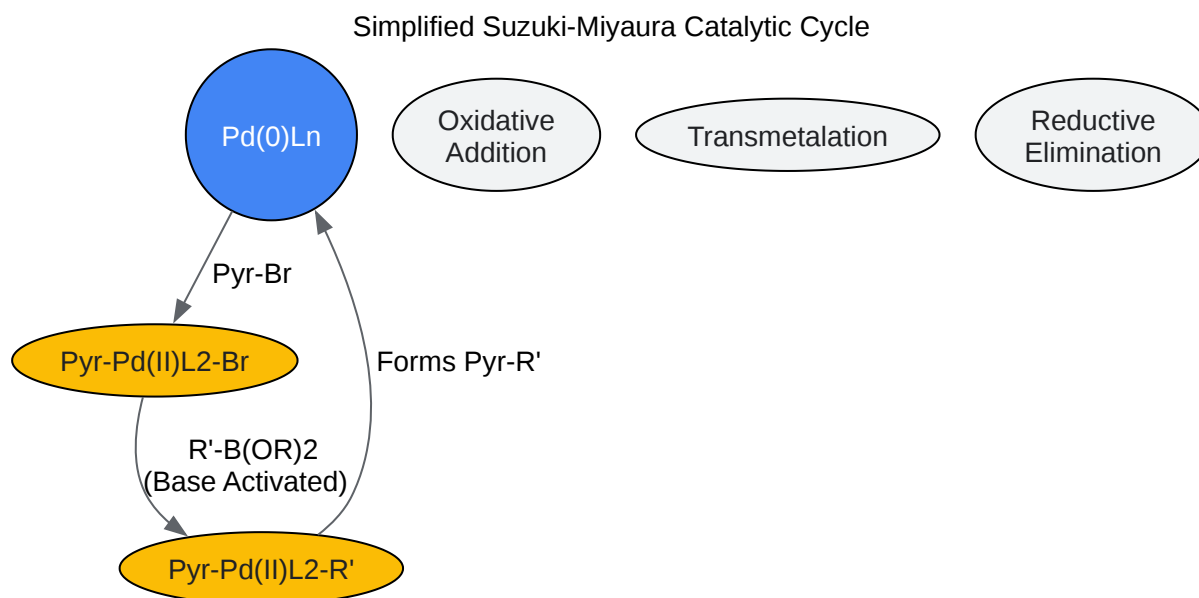 Simplified Suzuki-Miyaura Catalytic Cycle
Pd(0)Ln
Oxidative
Addition
Transmetalation
Reductive
Elimination
Pyr-Br
Pyr-Pd(II)L2-Br
Forms Pyr-R'
R'-B(OR)2
(Base Activated)
Pyr-Pd(II)L2-R'